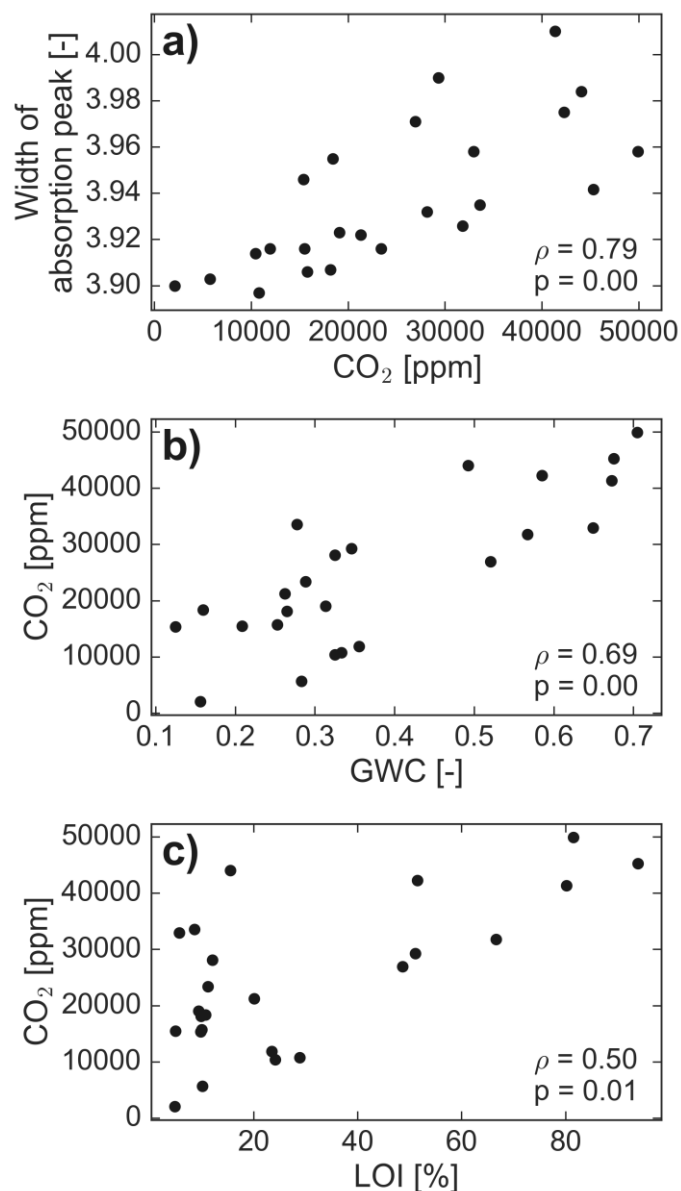 a)
Width of
absorption peak [-]
4.00
3.98
3.96
3.94
3.92
3.90
ρ = 0.79
p = 0.00
0 10000 20000 30000 40000 50000
CO₂ [ppm]
b)
CO₂ [ppm]
50000
40000
30000
20000
10000
0
ρ = 0.69
p = 0.00
0.1 0.2 0.3 0.4 0.5 0.6 0.7
GWC [-]
c)
CO₂ [ppm]
50000
40000
30000
20000
10000
0
ρ = 0.50
p = 0.01
20 40 60 80
LOI [%]